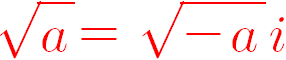 √a = √−a i